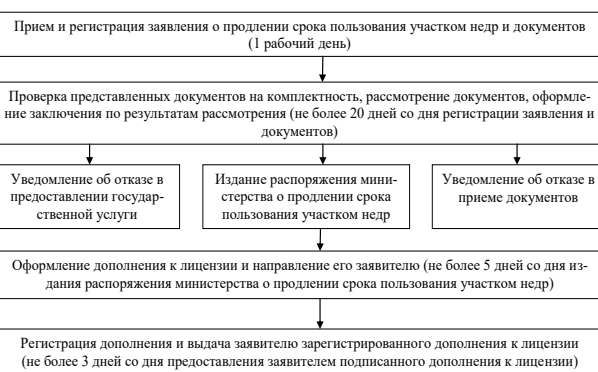 Прием и регистрация заявления о продлении срока пользования участком недр и документов
(1 рабочий день)
Проверка представленных документов на комплектность, рассмотрение документов, оформле-
ние заключения по результатам рассмотрения (не более 20 дней со дня регистрации заявления и
документов)
Уведомление об отказе в
предоставлении государ-
ственной услуги
Издание распоряжения мини-
стерства о продлении срока
пользования участком недр
Уведомление об отказе в
приеме документов
Оформление дополнения к лицензии и направление его заявителю (не более 5 дней со дня из-
дания распоряжения министерства о продлении срока пользования участком недр)
Регистрация дополнения и выдача заявителю зарегистрированного дополнения к лицензии
(не более 3 дней со дня предоставления заявителем подписанного дополнения к лицензии)